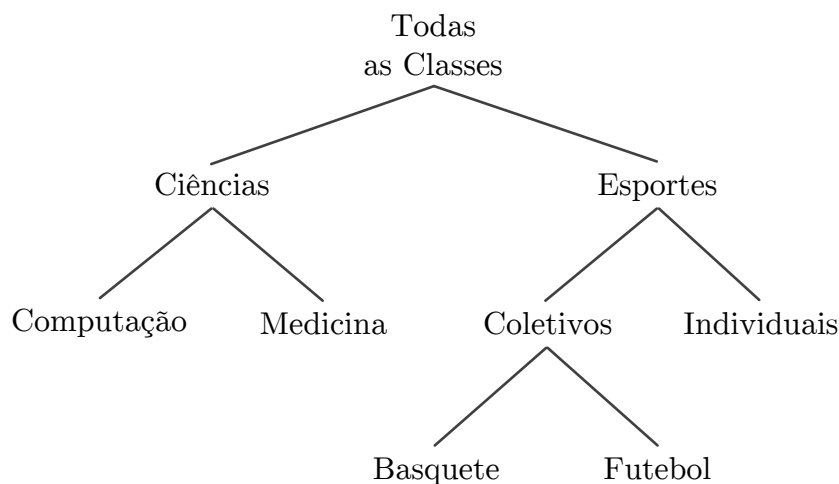 Todas
as Classes
Ciências
Esportes
Computação
Medicina
Coletivos
Individuais
Basquete
Futebol